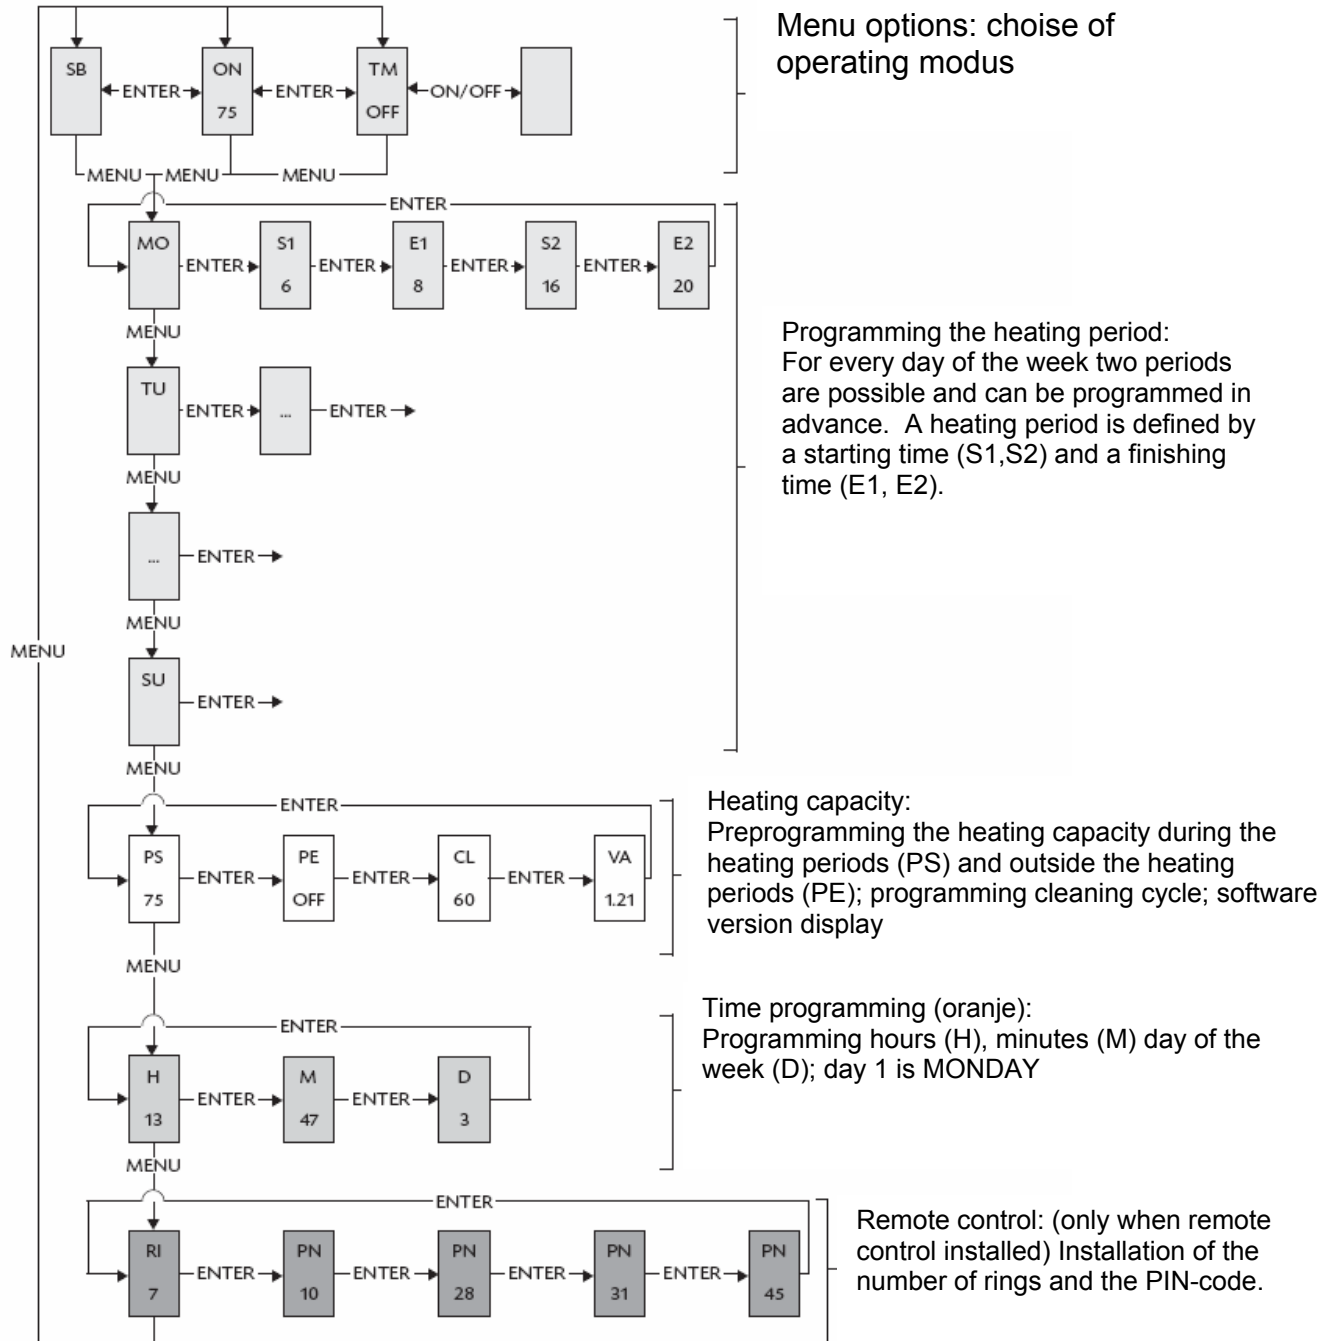 Menu options: choise of
operating modus
SB
ON
75
TM
OFF
ENTER
ENTER
ON/OFF
MENU
MENU
MENU
ENTER
MO
ENTER
S1
6
ENTER
E1
8
ENTER
S2
16
ENTER
E2
20
MENU
Programming the heating period:
For every day of the week two periods
are possible and can be programmed in
advance.  A heating period is defined by
a starting time (S1,S2) and a finishing
time (E1, E2).
TU
ENTER
...
ENTER
MENU
...
ENTER
MENU
MENU
SU
ENTER
MENU
ENTER
PS
75
ENTER
PE
OFF
ENTER
CL
60
ENTER
VA
1.21
Heating capacity:
Preprogramming the heating capacity during the
heating periods (PS) and outside the heating
periods (PE); programming cleaning cycle; software
version display
MENU
ENTER
H
13
ENTER
M
47
ENTER
D
3
Time programming (oranje):
Programming hours (H), minutes (M) day of the
week (D); day 1 is MONDAY
MENU
ENTER
RI
7
ENTER
PN
10
ENTER
PN
28
ENTER
PN
31
ENTER
PN
45
Remote control: (only when remote
control installed) Installation of the
number of rings and the PIN-code.